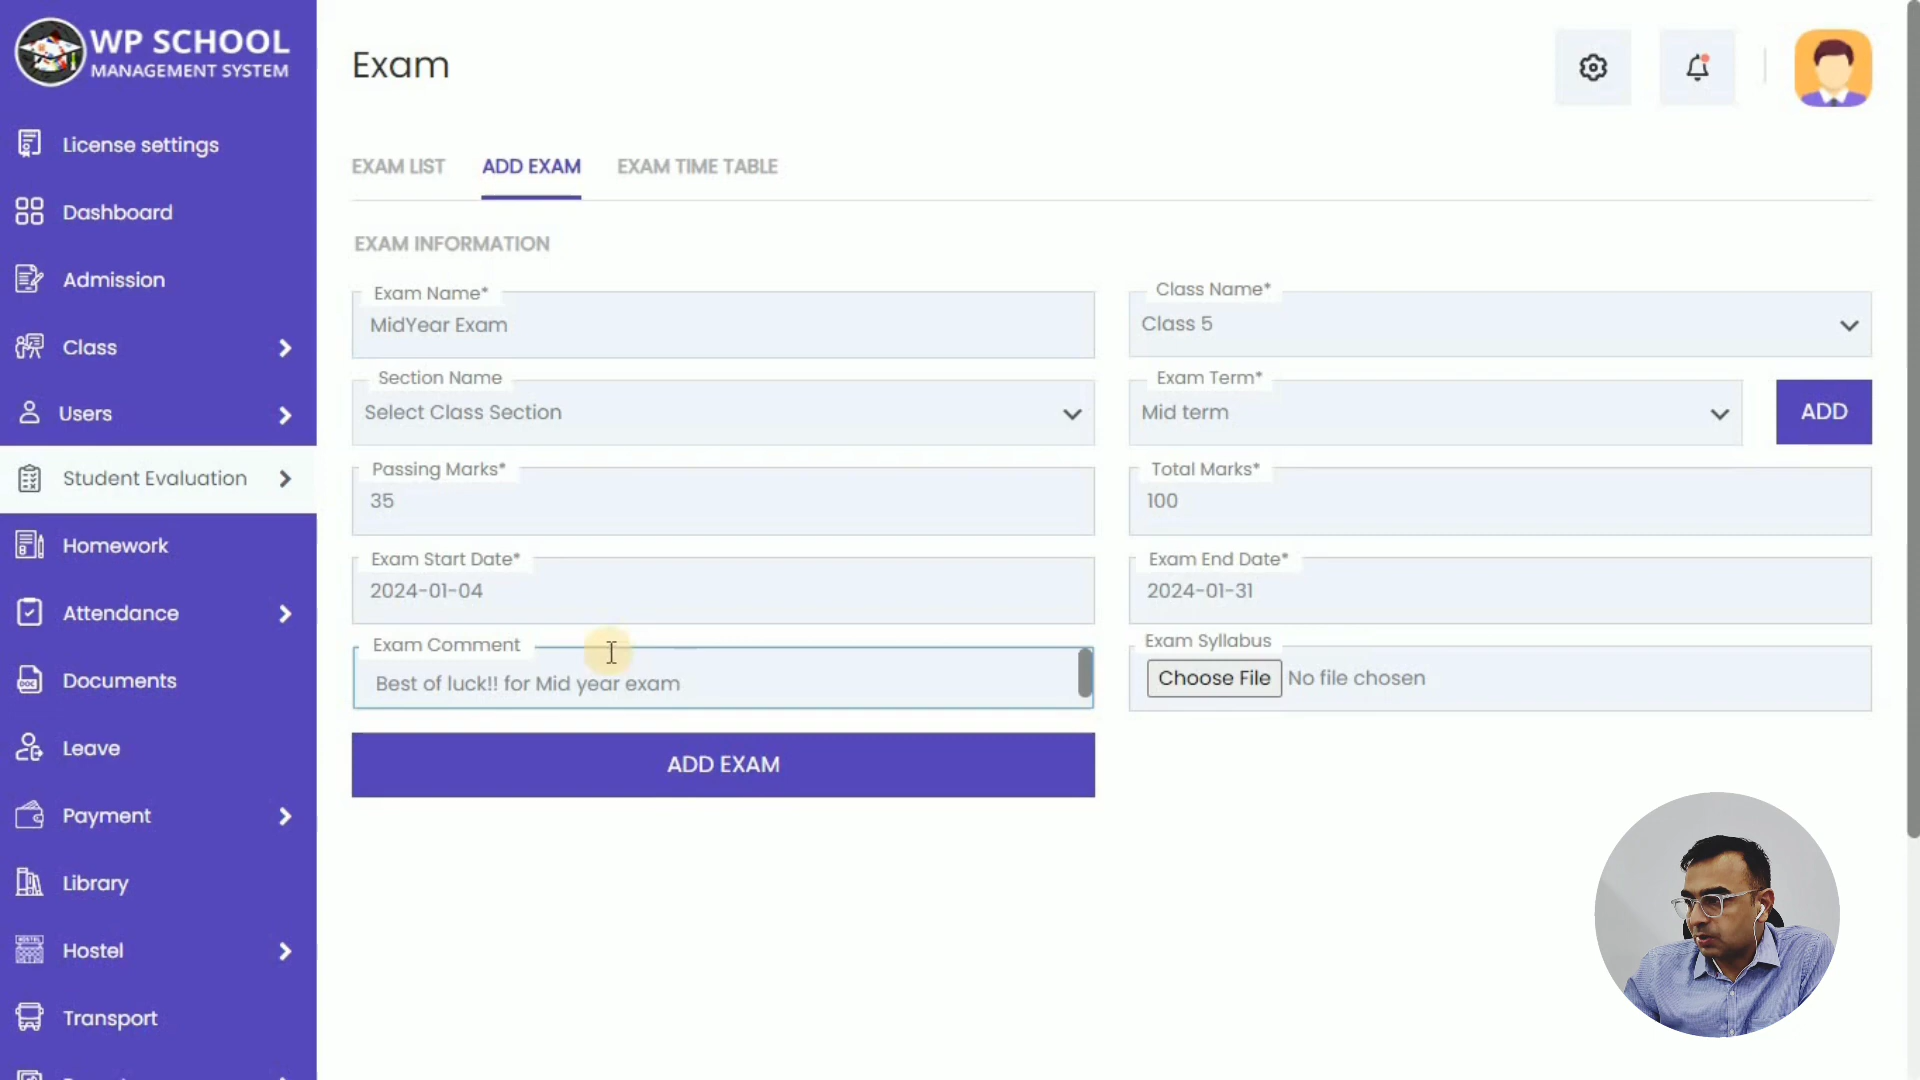 WP SCHOOL
MANAGEMENT SYSTEM
License settings
Dashboard
Admission
Class
Users
Student Evaluation
Homework
Attendance
Documents
Leave
Payment
Library
Hostel
Transport
Exam
EXAM LIST
ADD EXAM
EXAM TIME TABLE
EXAM INFORMATION
Exam Name*
MidYear Exam
Class Name*
Class 5
Section Name
Select Class Section
Exam Term*
Mid term
ADD
Passing Marks*
35
Total Marks*
100
Exam Start Date*
2024-01-04
Exam End Date*
2024-01-31
Exam Comment
Best of luck!! for Mid year exam
Exam Syllabus
Choose File No file chosen
ADD EXAM